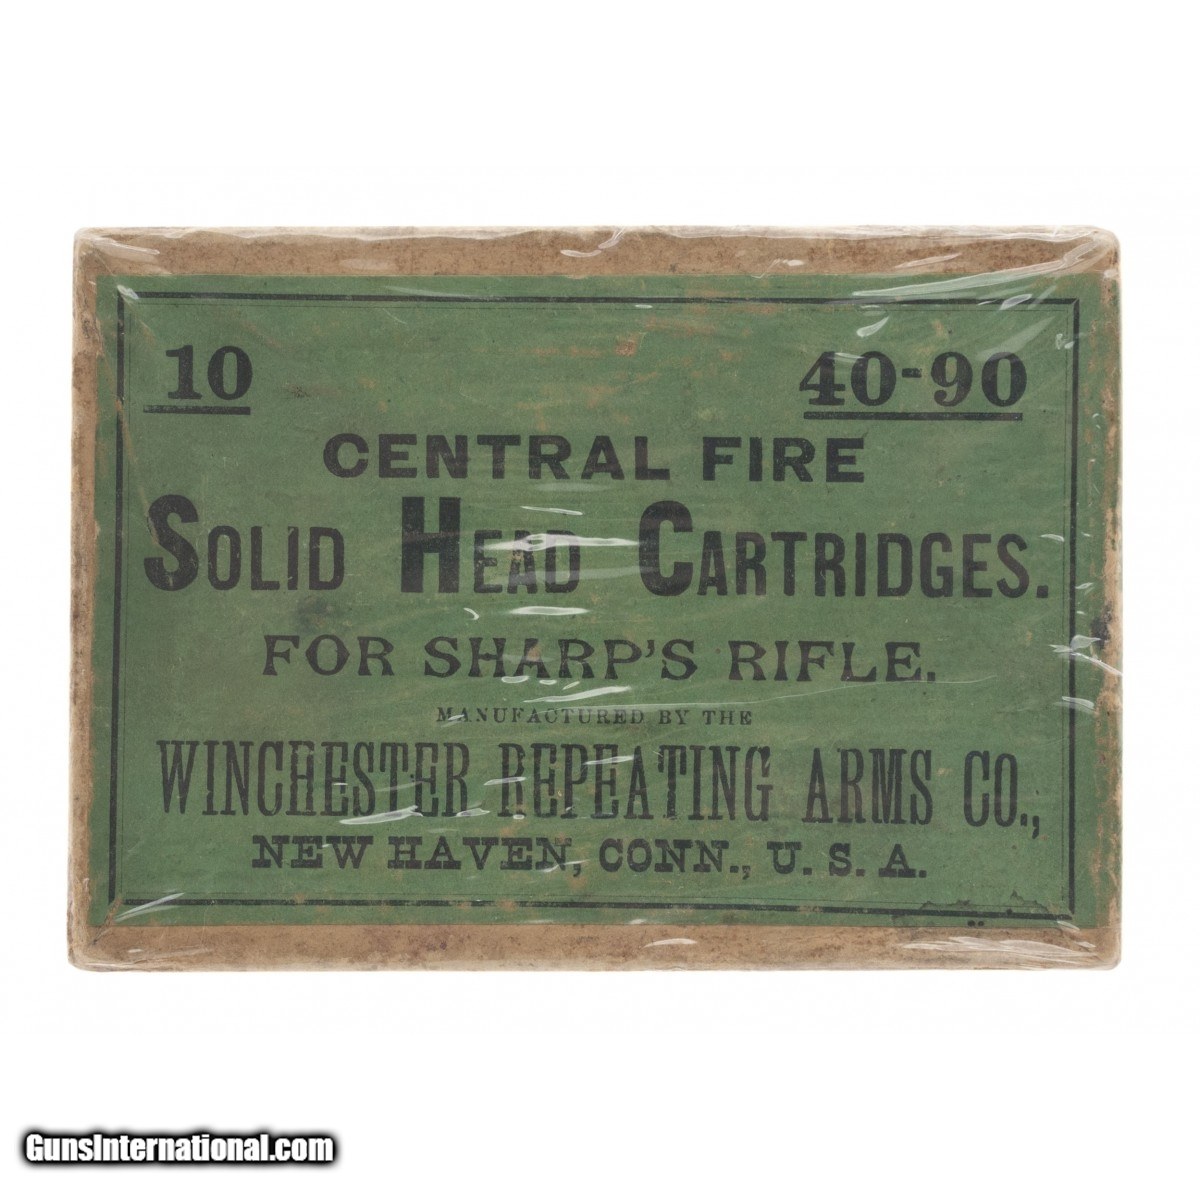 10 40-90
CENTRAL FIRE
SOLID HEAD CARTRIDGES.
FOR SHARP'S RIFLE.
MANUFACTURED BY THE
WINCHESTER REPEATING ARMS CO.,
NEW HAVEN, CONN., U. S. A.
GunsInternational.com